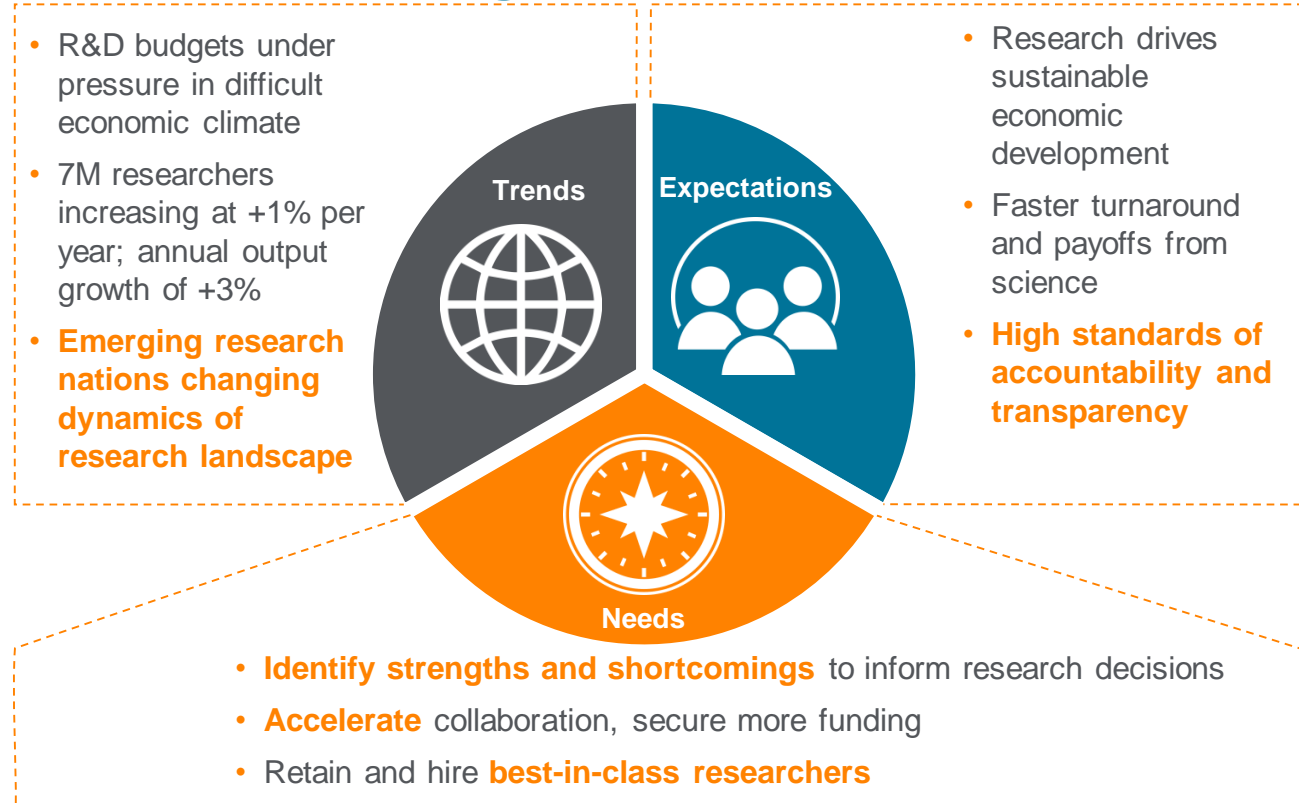 • R&D budgets under
pressure in difficult
economic climate
• 7M researchers
increasing at +1% per
year; annual output
growth of +3%
• Emerging research
nations changing
dynamics of
research landscape
Trends
Expectations
• Research drives
sustainable
economic
development
• Faster turnaround
and payoffs from
science
• High standards of
accountability and
transparency
Needs
• Identify strengths and shortcomings to inform research decisions
• Accelerate collaboration, secure more funding
• Retain and hire best-in-class researchers